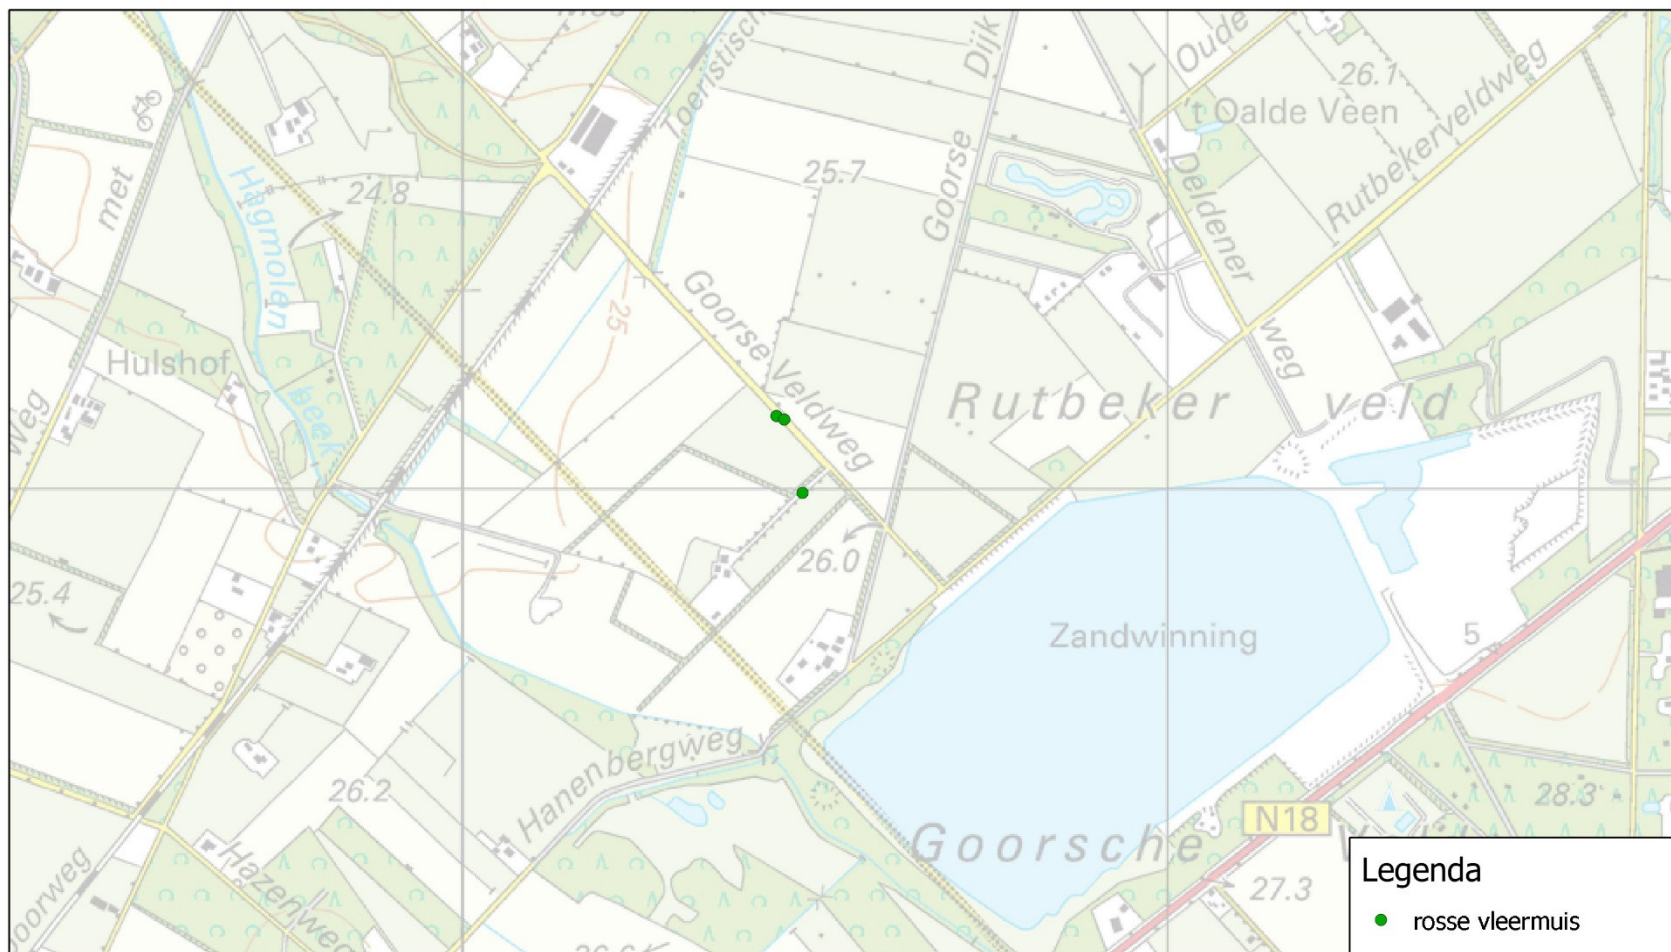 Toeristisch
Dijk
Oude
26.1
't Oalde Veen
Rutbekerveldweg
met
Hagmolen
24.8
25.7
Goorse
Deldener
Goorse Veldweg
25
weg
Hulshof
beek
Weg
Rutbeker veld
26.0
25.4
Zandwinning
5
Hanenbergweg
26.2
28.3
N18
Goorsche
Hazenweg
27.3
Legenda
rosse vleermuis